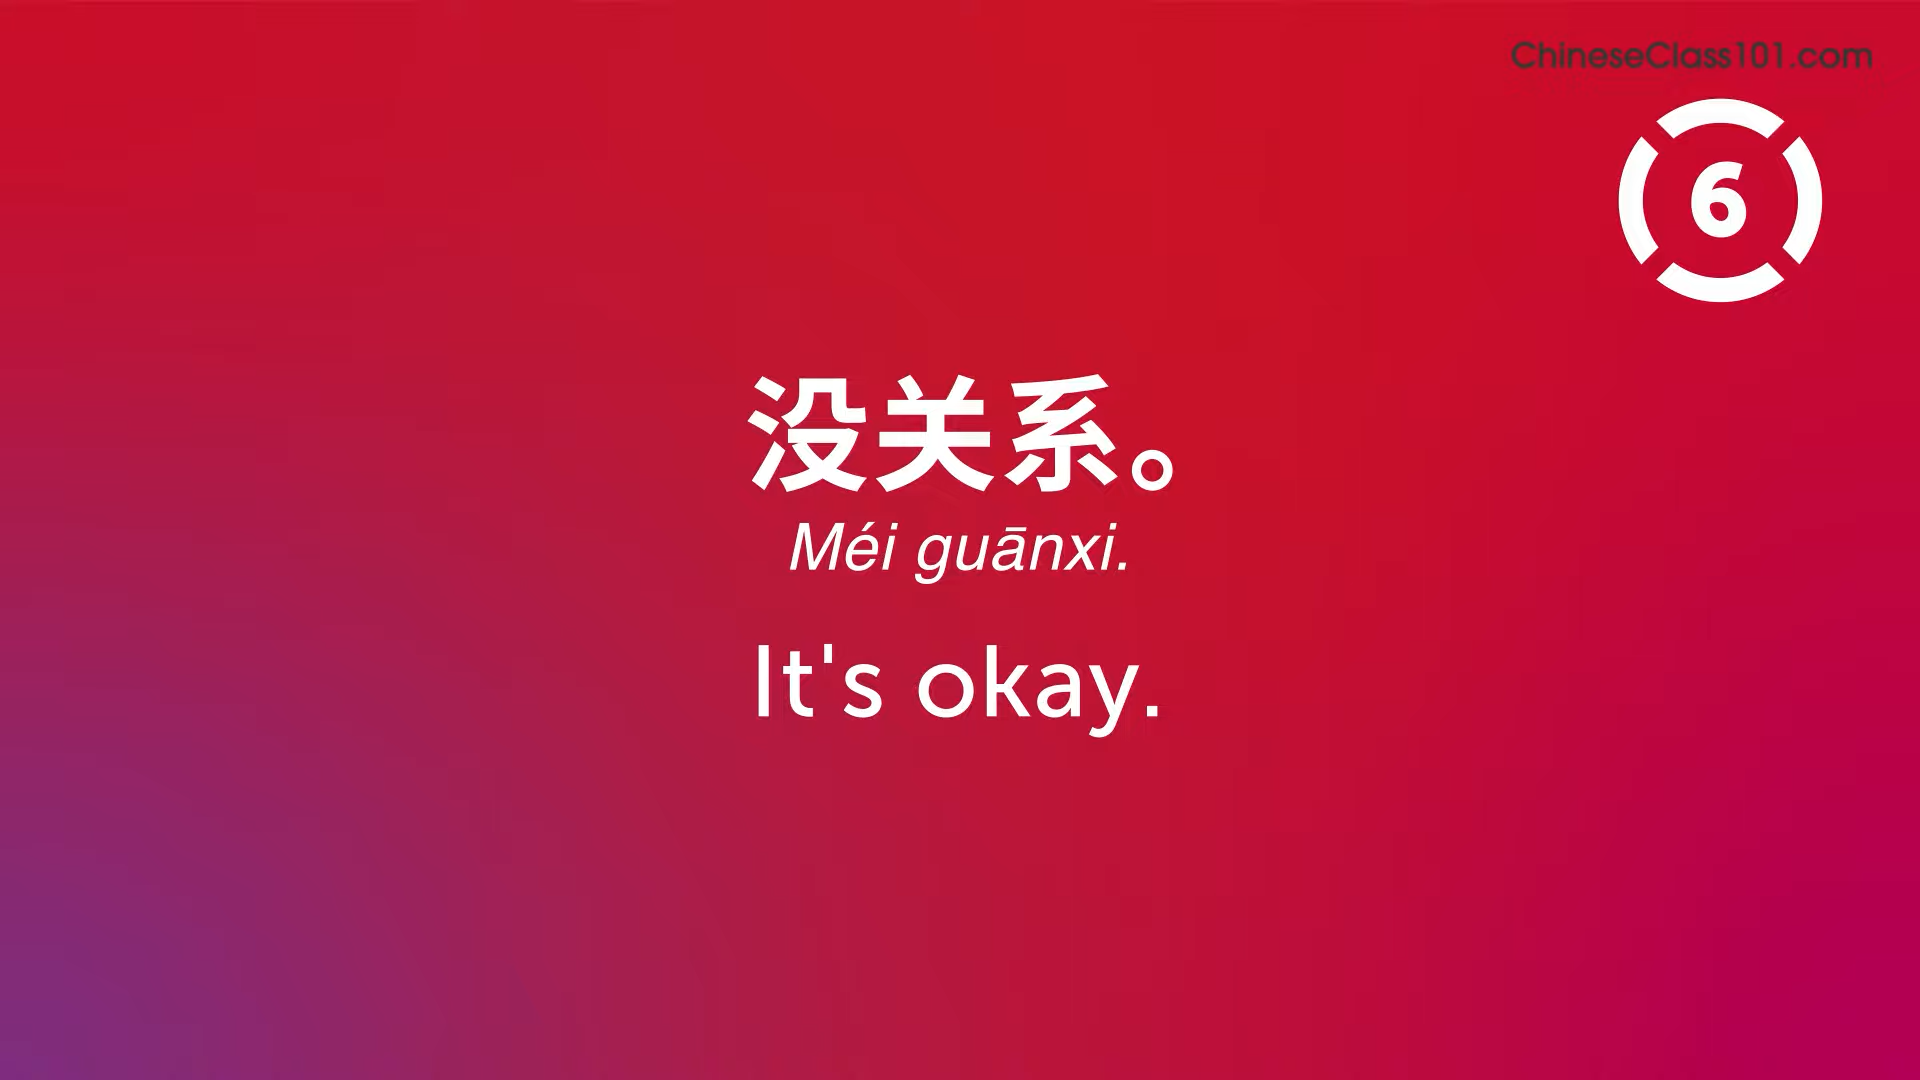 ChineseClass101.com
6
没关系。
Méi guānxi.
It's okay.